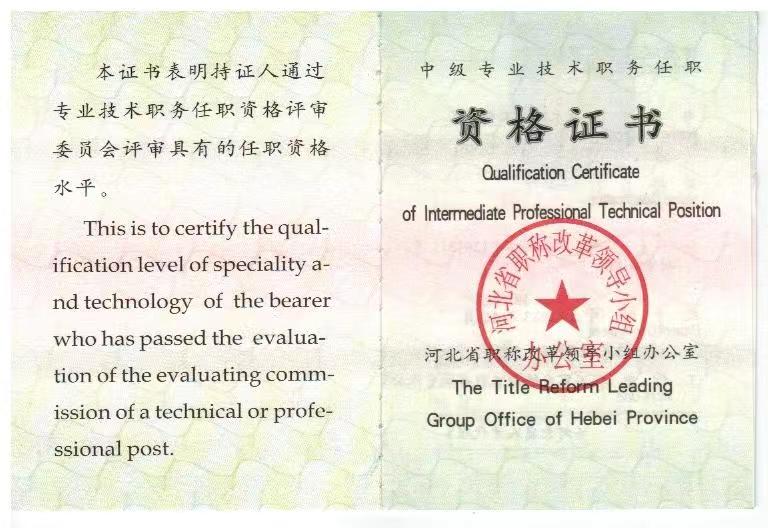 本证书表明持证人通过
专业技术职务任职资格评审
委员会评审具有的任职资格
水平。
This is to certify the qual-
ification level of speciality a-
nd technology of the bearer
who has passed the evalua-
tion of the evaluating comm-
ission of a technical or profe-
ssional post.
中级专业技术职务任职
资格证书
Qualification Certificate
of Intermediate Professional Technical Position
河北省职称改革领导小组
办公室
河北省职称改革领导小组办公室
The Title Reform Leading
Group Office of Hebei Province